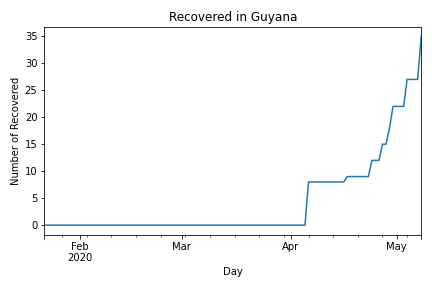 Recovered in Guyana
Number of Recovered
35
30
25
20
15
10
5
0
Feb
2020
Mar
Apr
May
Day